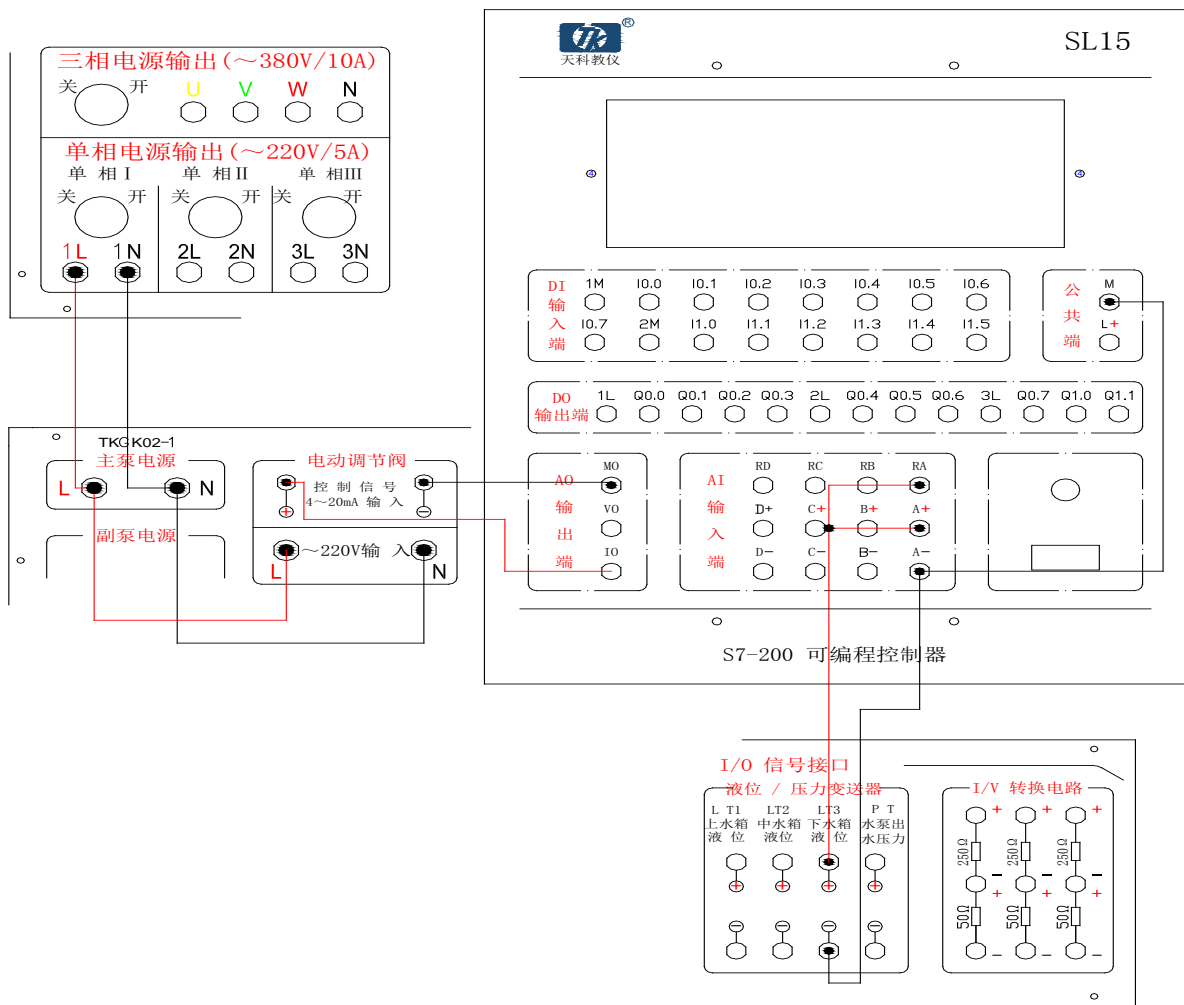 三相电源输出(～380V/10A)
关 开 U V W N
单相电源输出(～220V/5A)
单 相 I 单 相 II 单 相III
关 开 关 开 关 开
1L 1N 2L 2N 3L 3N
TKGK02-1
主泵电源
L N
副泵电源
电动调节阀
控 制 信 号
4～20mA 输 入
+ -
～220V输 入
L N
TK ®
天科教仪
SL15
4 4
DI 输 入 端
1M I0.0 I0.1 I0.2 I0.3 I0.4 I0.5 I0.6
I0.7 2M I1.0 I1.1 I1.2 I1.3 I1.4 I1.5
公 共 端
M
L+
DO
输出端
1L Q0.0 Q0.1 Q0.2 Q0.3 2L Q0.4 Q0.5 Q0.6 3L Q0.7 Q1.0 Q1.1
AO 输 出 端
MO
VO
IO
AI 输 入 端
RD RC RB RA
D+ C+ B+ A+
D- C- B- A-
S7-200 可编程控制器
I/O 信号接口
液位 / 压力变送器
L T1 LT2 LT3 P T
上水箱 中水箱 下水箱 水泵出
液 位 液位 液 位 水压力
+ + + +
- - - -
I/V 转换电路
+ + +
250Ω 250Ω 250Ω
- - -
+ + +
50Ω 50Ω 50Ω
- - -